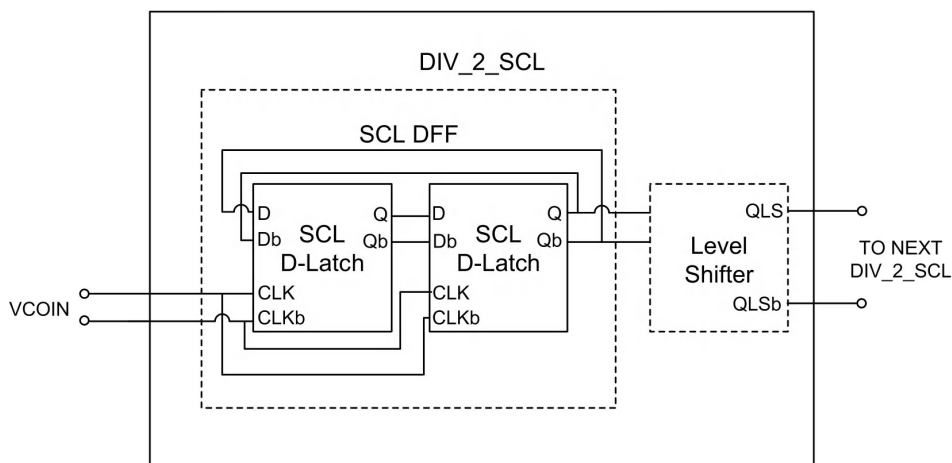 DIV_2_SCL
SCL DFF
D
Db
SCL
D-Latch
Q
Qb
CLK
CLKb
D
Db
SCL
D-Latch
Q
Qb
CLK
CLKb
Level
Shifter
QLS
QLSb
VCOIN
TO NEXT
DIV_2_SCL